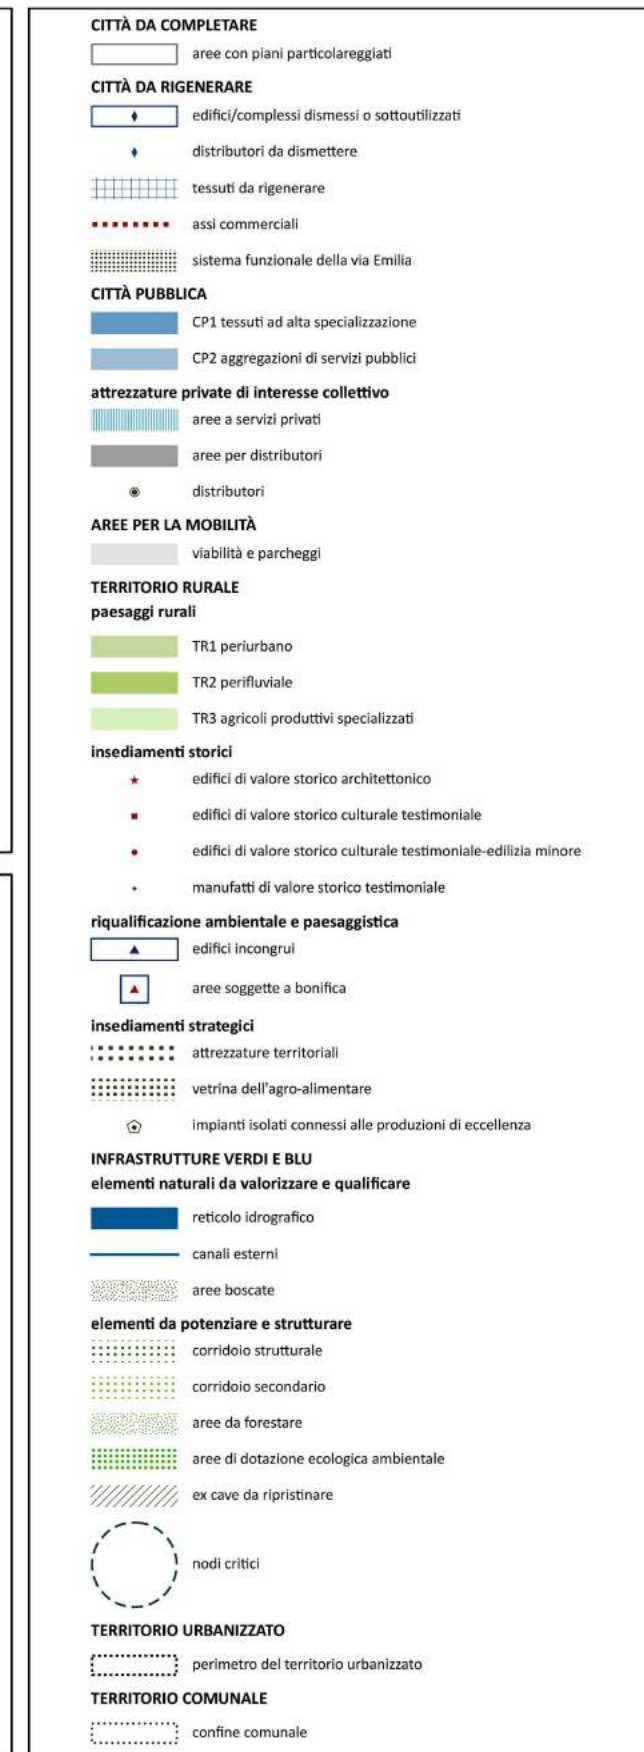 CITTÀ DA COMPLETARE
aree con piani particolareggiati
CITTÀ DA RIGENERARE
edifici/complessi dismessi o sottoutilizzati
distributori da dismettere
tessuti da rigenerare
assi commerciali
sistema funzionale della via Emilia
CITTÀ PUBBLICA
CP1 tessuti ad alta specializzazione
CP2 aggregazioni di servizi pubblici
attrezzature private di interesse collettivo
aree a servizi privati
aree per distributori
distributori
AREE PER LA MOBILITÀ
viabilità e parcheggi
TERRITORIO RURALE
paesaggi rurali
TR1 periurbano
TR2 perifluviale
TR3 agricoli produttivi specializzati
insediamenti storici
edifici di valore storico architettonico
edifici di valore storico culturale testimoniale
edifici di valore storico culturale testimoniale-edilizia minore
manufatti di valore storico testimoniale
riqualificazione ambientale e paesaggistica
edifici incongrui
aree soggette a bonifica
insediamenti strategici
attrezzature territoriali
vetrina dell'agro-alimentare
impianti isolati connessi alle produzioni di eccellenza
INFRASTRUTTURE VERDI E BLU
elementi naturali da valorizzare e qualificare
reticolo idrografico
canali esterni
aree boscate
elementi da potenziare e strutturare
corridoio strutturale
corridoio secondario
aree da forestare
aree di dotazione ecologica ambientale
ex cave da ripristinare
nodi critici
TERRITORIO URBANIZZATO
perimetro del territorio urbanizzato
TERRITORIO COMUNALE
confine comunale